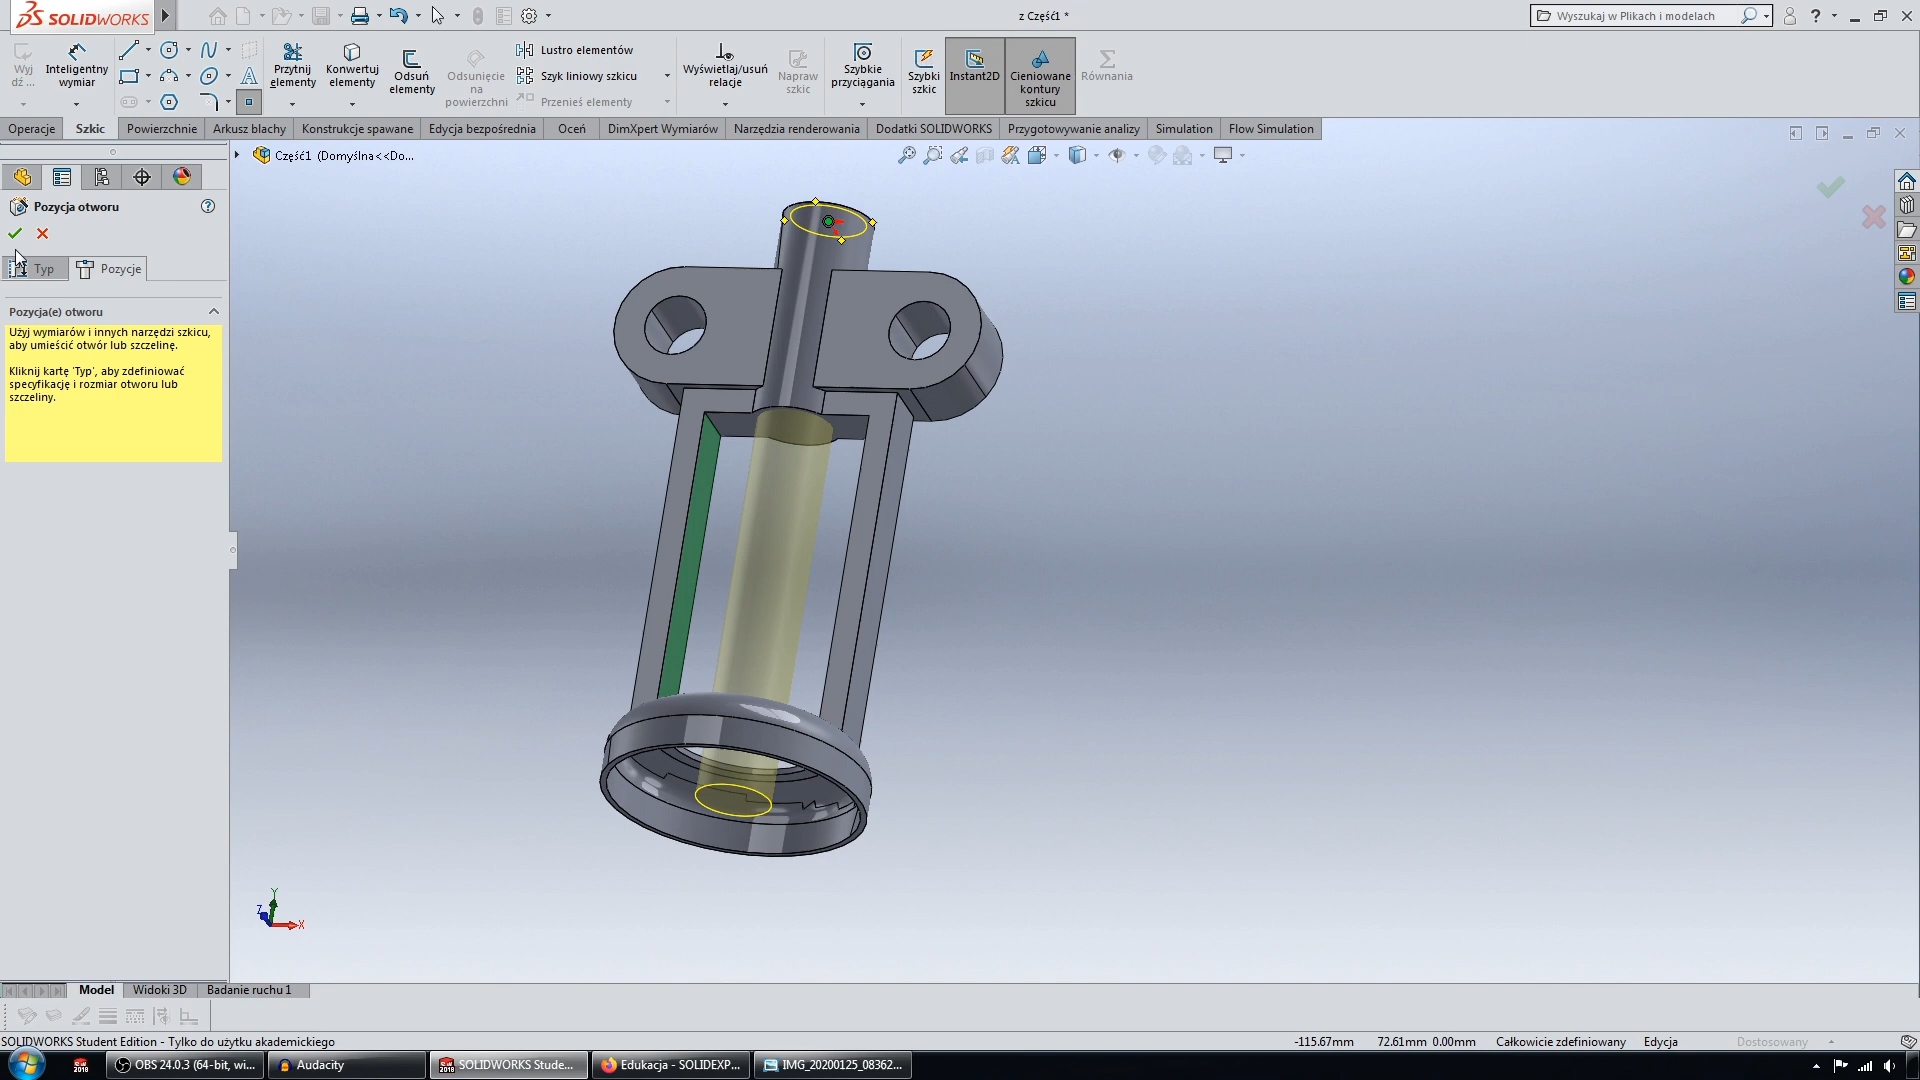 SOLIDWORKS
z Część1 *
Wyszukaj w Plikach i modelach
Wyj dź ...
Inteligentny wymiar
Przytnij elementy
Konwertuj elementy
Odsuń elementy
Odsunięcie na powierzchni
Lustro elementów
Szyk liniowy szkicu
Przenieś elementy
Wyświetlaj/usuń relacje
Napraw szkic
Szybkie przyciągania
Szybki szkic
Instant2D
Cieniowane kontury szkicu
Równania
Operacje
Szkic
Powierzchnie
Arkusz blachy
Konstrukcje spawane
Edycja bezpośrednia
Oceń
DimXpert Wymiarów
Narzędzia renderowania
Dodatki SOLIDWORKS
Przygotowywanie analizy
Simulation
Flow Simulation
Część1 (Domyślna<<Do...
Pozycja otworu
Typ
Pozycje
Pozycja(e) otworu
Użyj wymiarów i innych narzędzi szkicu,
aby umieścić otwór lub szczelinę.
Kliknij kartę 'Typ', aby zdefiniować
specyfikację i rozmiar otworu lub
szczeliny.
Y
Z
X
Model
Widoki 3D
Badanie ruchu 1
SOLIDWORKS Student Edition - Tylko do użytku akademickiego
-115.67mm
72.61mm 0.00mm
Całkowicie zdefiniowany
Edycja
Dostosowany
OBS 24.0.3 (64-bit, wi...
Audacity
SOLIDWORKS Stude...
Edukacja - SOLIDEXP...
IMG_20200125_08362...